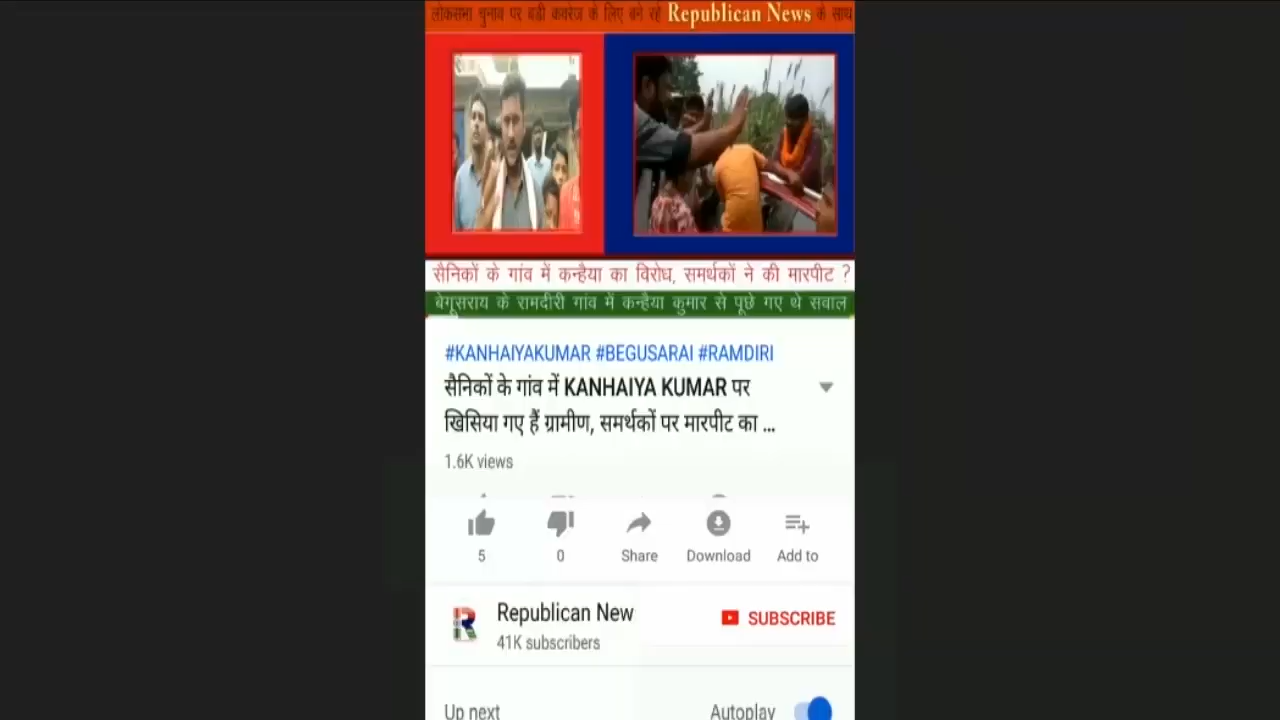 लोकसभा चुनाव पर बडी कवरेज के लिए बने रहे Republican News के साथ
सैनिकों के गांव में कन्हैया का विरोध, समर्थकों ने की मारपीट ?
बेगूसराय के रामदीरी गांव में कन्हैया कुमार से पूछे गए थे सवाल
#KANHAIYAKUMAR #BEGUSARAI #RAMDIRI
सैनिकों के गांव में KANHAIYA KUMAR पर
खिसिया गए हैं ग्रामीण, समर्थकों पर मारपीट का ...
1.6K views
5 0 Share Download Add to
Republican New
SUBSCRIBE
41K subscribers
Up next Autoplay